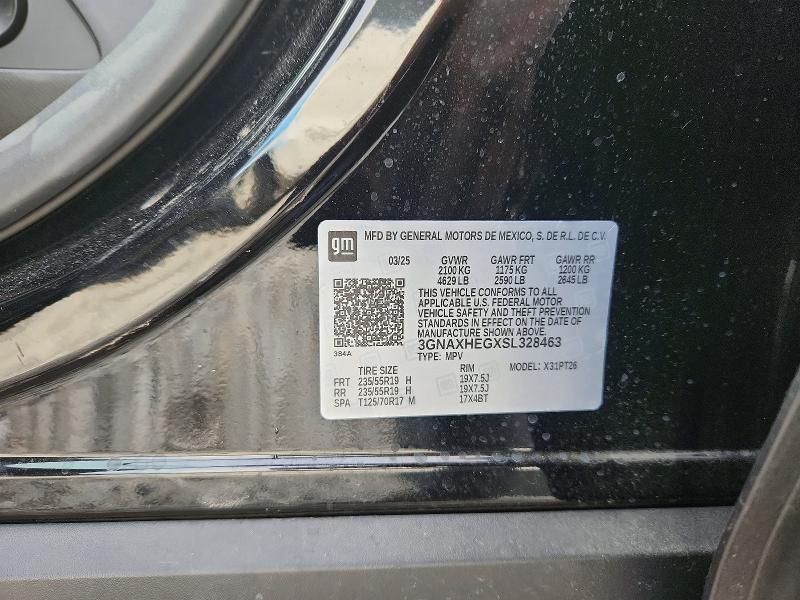 gm MFD BY GENERAL MOTORS DE MEXICO, S. DE R.L. DE C.V.
03/25 GVWR GAWR FRT GAWR RR
2100 KG 1175 KG 1200 KG
4629 LB 2590 LB 2645 LB
THIS VEHICLE CONFORMS TO ALL
APPLICABLE U.S. FEDERAL MOTOR
VEHICLE SAFETY AND THEFT PREVENTION
STANDARDS IN EFFECT ON THE DATE OF
MANUFACTURE SHOWN ABOVE.
3GNAXHEGXSL328463
384A
TYPE: MPV MODEL: X31PT26
TIRE SIZE RIM
FRT 235/55R19 H 19X7.5J
RR 235/55R19 H 19X7.5J
SPA T125/70R17 M 17X4BT